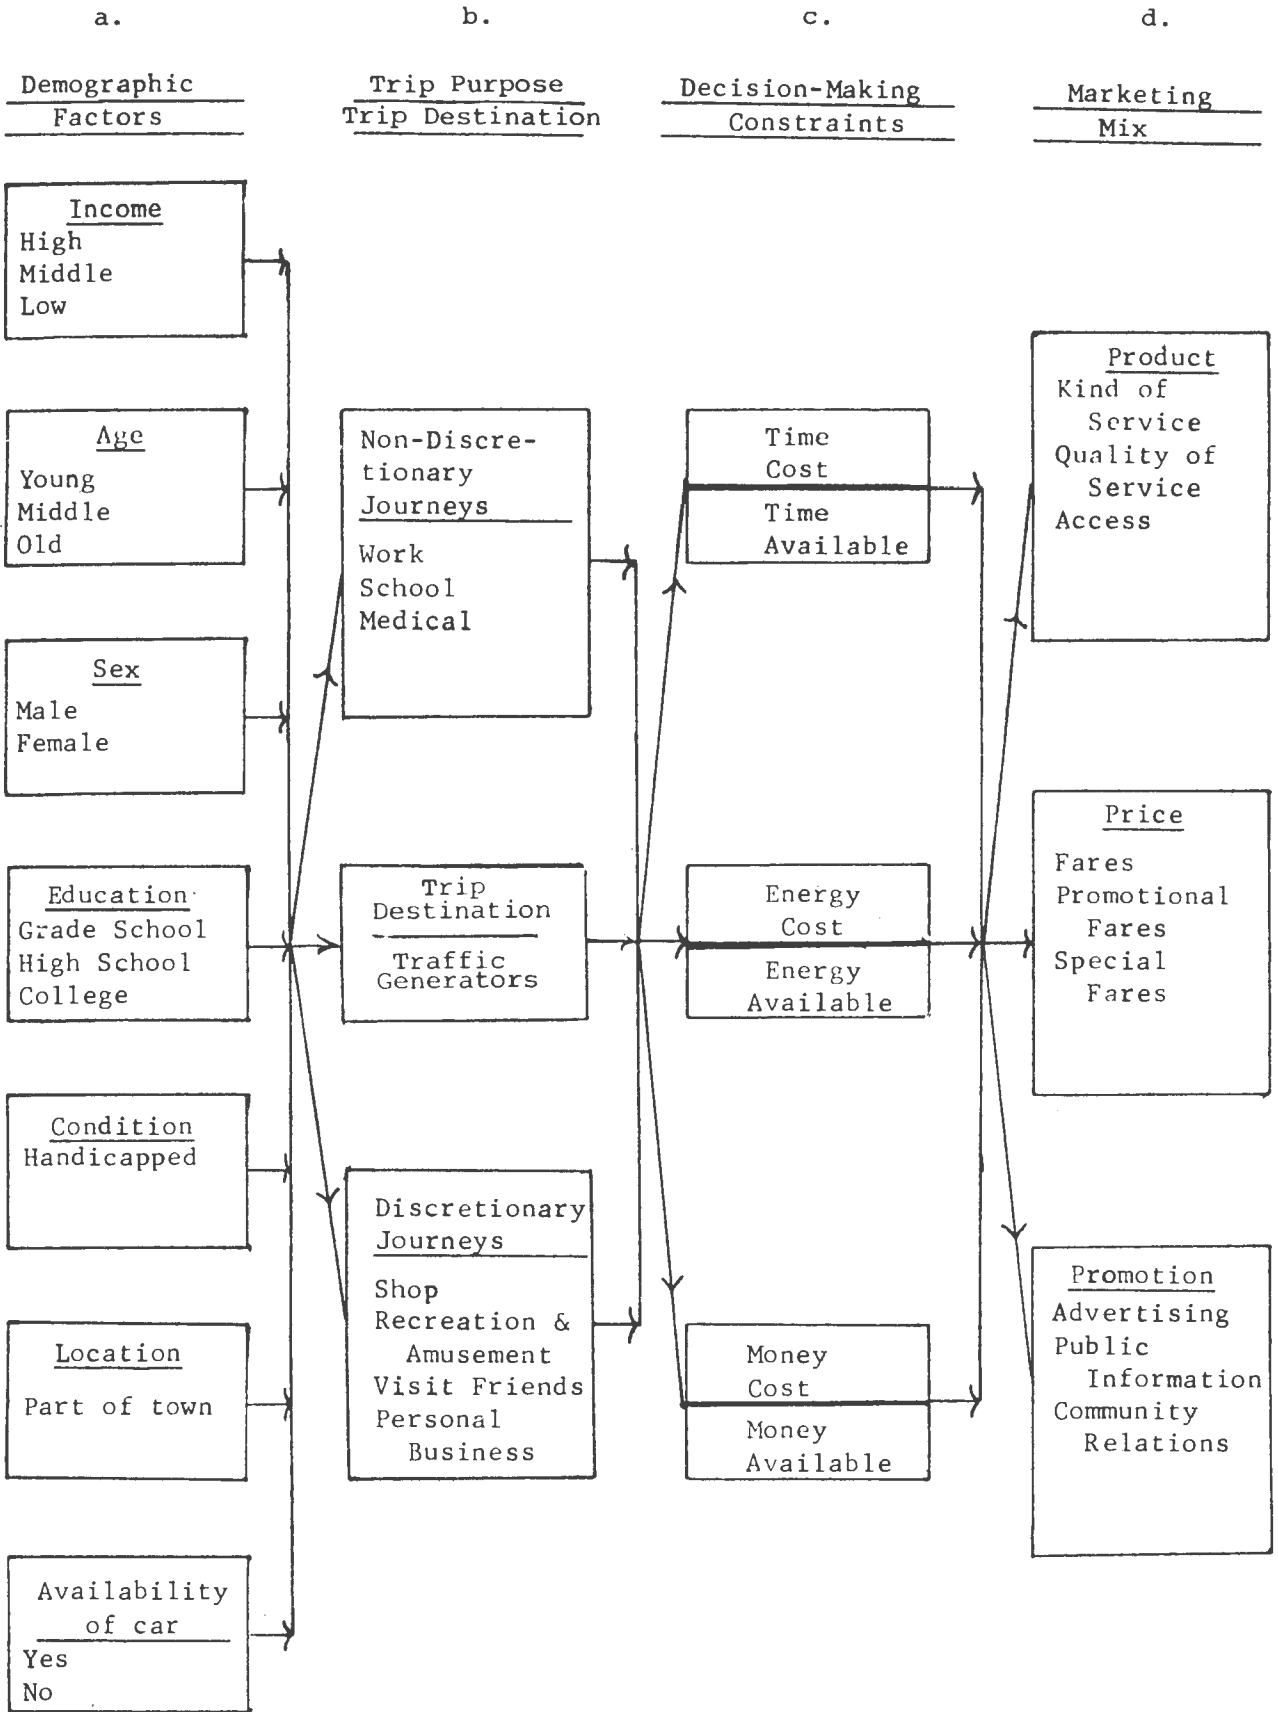 a.
b.
c.
d.
Demographic
Factors
Trip Purpose
Trip Destination
Decision-Making
Constraints
Marketing
Mix
Income
High
Middle
Low
Age
Young
Middle
Old
Sex
Male
Female
Education
Grade School
High School
College
Condition
Handicapped
Location
Part of town
Availability
of car
Yes
No
Non-Discre-
tionary
Journeys
Work
School
Medical
Trip
Destination
Traffic
Generators
Discretionary
Journeys
Shop
Recreation &
Amusement
Visit Friends
Personal
Business
Time
Cost
Time
Available
Energy
Cost
Energy
Available
Money
Cost
Money
Available
Product
Kind of
Service
Quality of
Service
Access
Price
Fares
Promotional
Fares
Special
Fares
Promotion
Advertising
Public
Information
Community
Relations